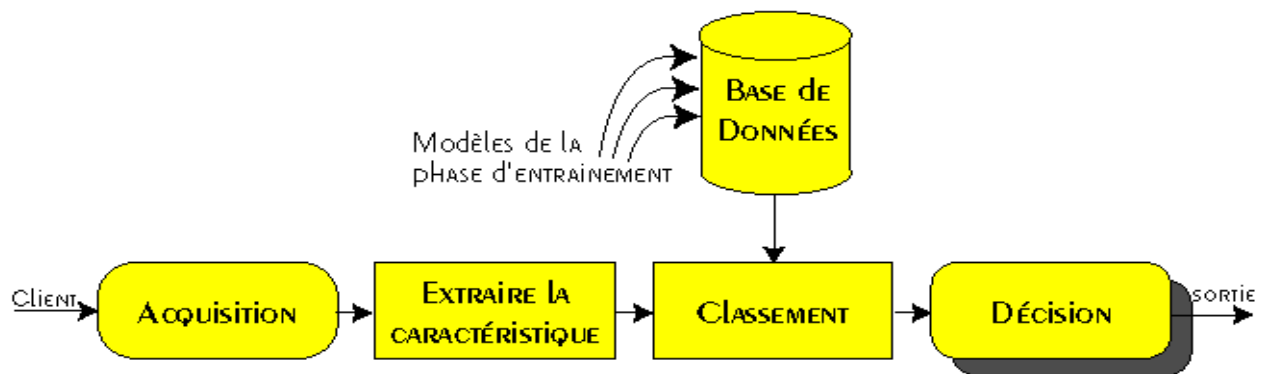 Base de
Données
Modèles de la
phase d'entrainement
Client
Acquisition
Extraire la
caractéristique
Classement
Décision
sortie